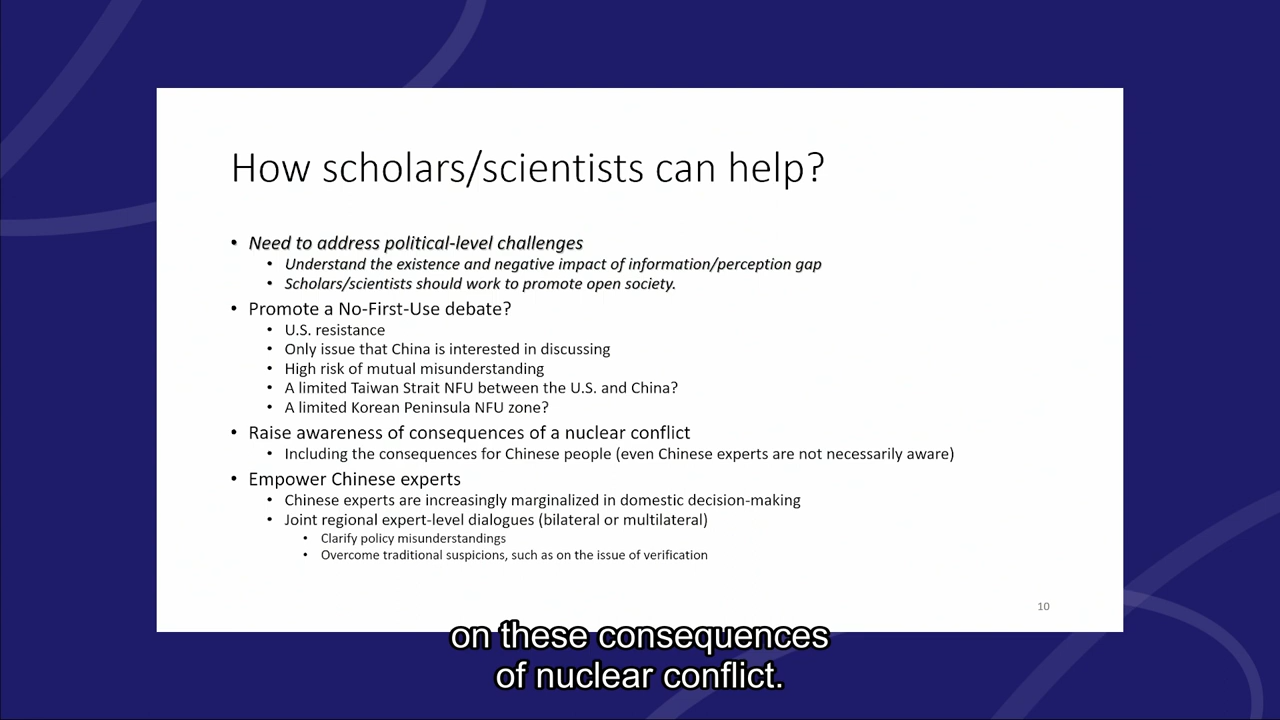 How scholars/scientists can help?
• Need to address political-level challenges
• Understand the existence and negative impact of information/perception gap
• Scholars/scientists should work to promote open society.
• Promote a No-First-Use debate?
• U.S. resistance
• Only issue that China is interested in discussing
• High risk of mutual misunderstanding
• A limited Taiwan Strait NFU between the U.S. and China?
• A limited Korean Peninsula NFU zone?
• Raise awareness of consequences of a nuclear conflict
• Including the consequences for Chinese people (even Chinese experts are not necessarily aware)
• Empower Chinese experts
• Chinese experts are increasingly marginalized in domestic decision-making
• Joint regional expert-level dialogues (bilateral or multilateral)
• Clarify policy misunderstandings
• Overcome traditional suspicions, such as on the issue of verification
10
on these consequences
of nuclear conflict.